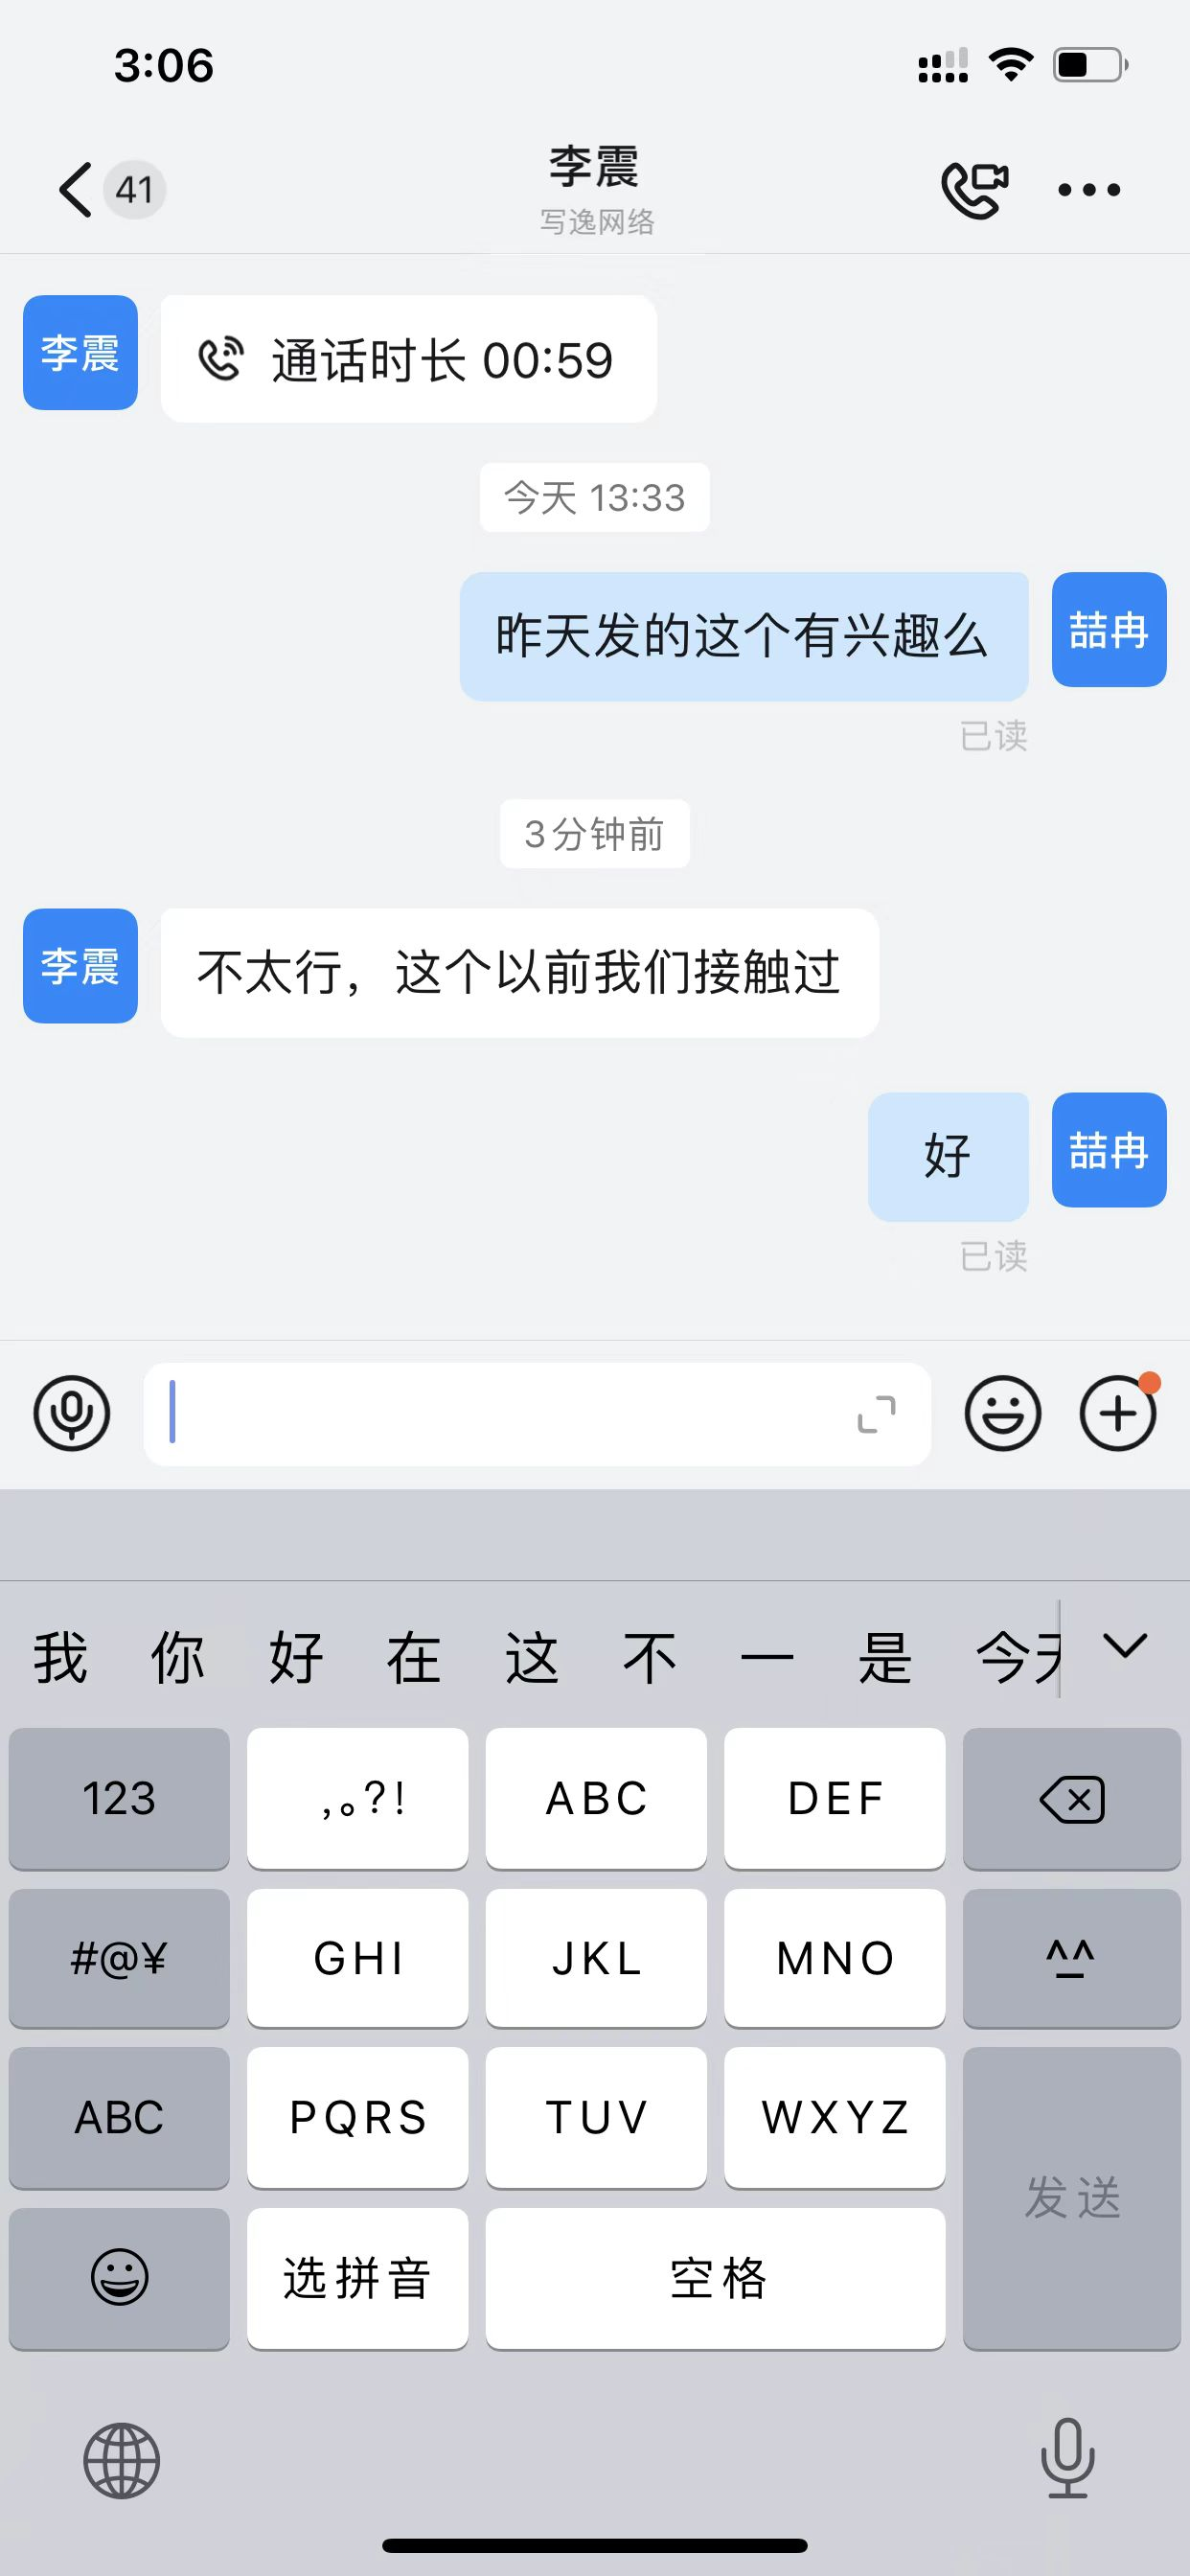 3:06
41
李震
写逸网络
李震
通话时长 00:59
今天 13:33
昨天发的这个有兴趣么
喆冉
已读
3分钟前
李震
不太行，这个以前我们接触过
好
喆冉
已读
我 你 好 在 这 不 一 是 今天
123 ,。?! ABC DEF
#@¥ GHI JKL MNO ^^
ABC PQRS TUV WXYZ
发送
选拼音 空格